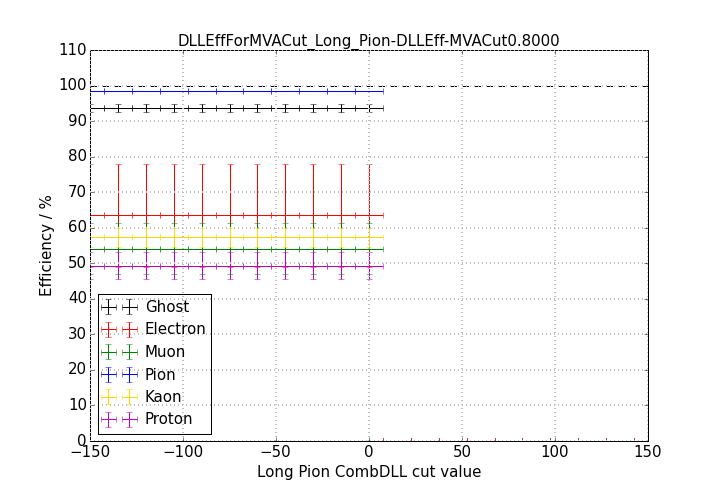 DLLEffForMVACut_Long_Pion-DLLEff-MVACut0.8000
110
100
90
80
70
60
50
40
30
20
10
0
Efficiency / %
Ghost
Electron
Muon
Pion
Kaon
Proton
−150 −100 −50 0 50 100 150
Long Pion CombDLL cut value